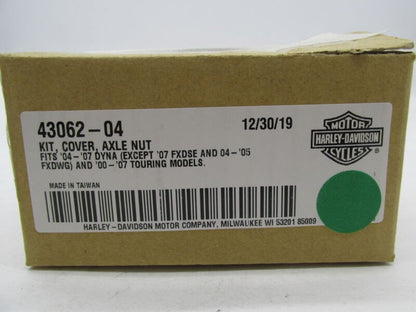 43062-04
12/30/19
KIT, COVER, AXLE NUT
FITS '04-'07 DYNA (EXCEPT '07 FXDSE AND 04-'05
FXDWG) AND '00-'07 TOURING MODELS.
MOTOR
HARLEY-DAVIDSON
CYCLES
MADE IN TAIWAN
HARLEY-DAVIDSON MOTOR COMPANY, MILWAUKEE WI 53201 85009